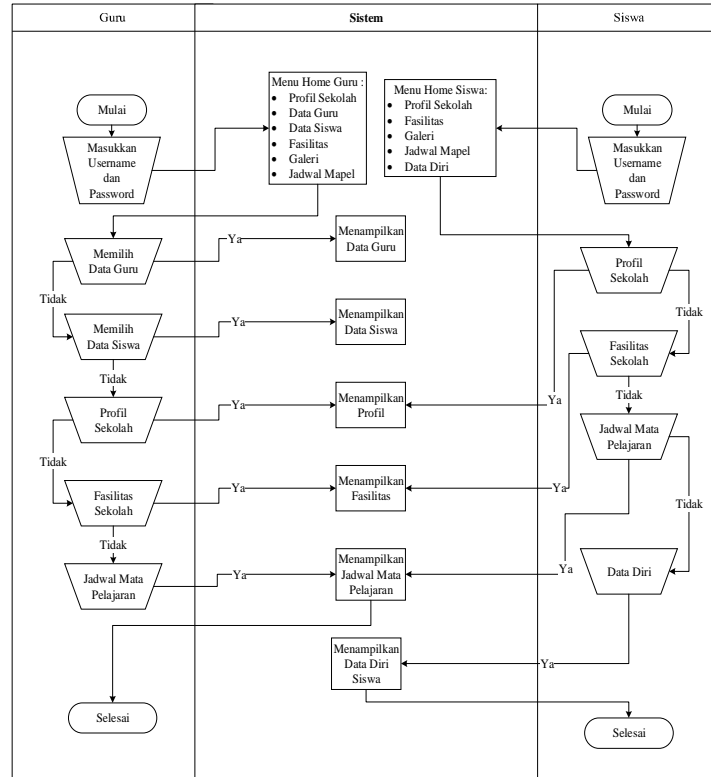 Guru
Sistem
Siswa
Mulai
Masukkan
Username
dan
Password
Menu Home Guru :
• Profil Sekolah
• Data Guru
• Data Siswa
• Fasilitas
• Galeri
• Jadwal Mapel
Menu Home Siswa:
• Profil Sekolah
• Fasilitas
• Galeri
• Jadwal Mapel
• Data Diri
Mulai
Masukkan
Username
dan
Password
Memilih
Data Guru
Ya
Menampilkan
Data Guru
Profil
Sekolah
Tidak
Tidak
Memilih
Data Siswa
Ya
Menampilkan
Data Siswa
Fasilitas
Sekolah
Tidak
Tidak
Profil
Sekolah
Ya
Menampilkan
Profil
Ya
Jadwal Mata
Pelajaran
Tidak
Tidak
Fasilitas
Sekolah
Ya
Menampilkan
Fasilitas
Ya
Tidak
Jadwal Mata
Pelajaran
Ya
Menampilkan
Jadwal Mata
Pelajaran
Ya
Data Diri
Menampilkan
Data Diri
Siswa
Ya
Selesai
Selesai